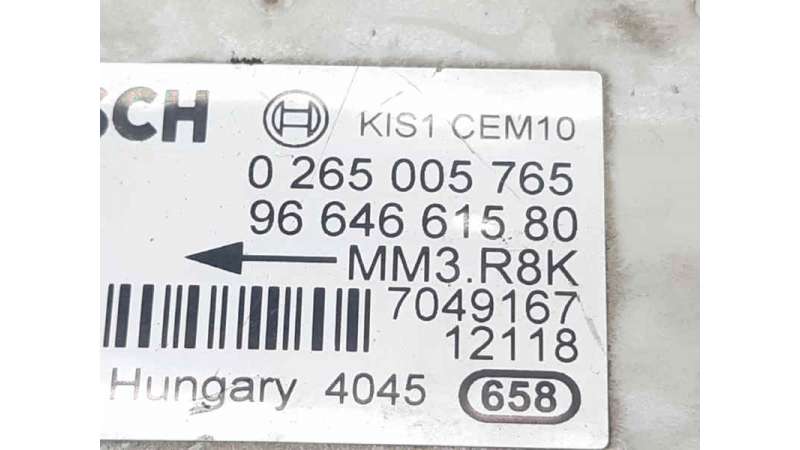 SCH KIS1 CEM10
0 265 005 765
96 646 615 80
MM3.R8K
7049167
12118
Hungary 4045 658